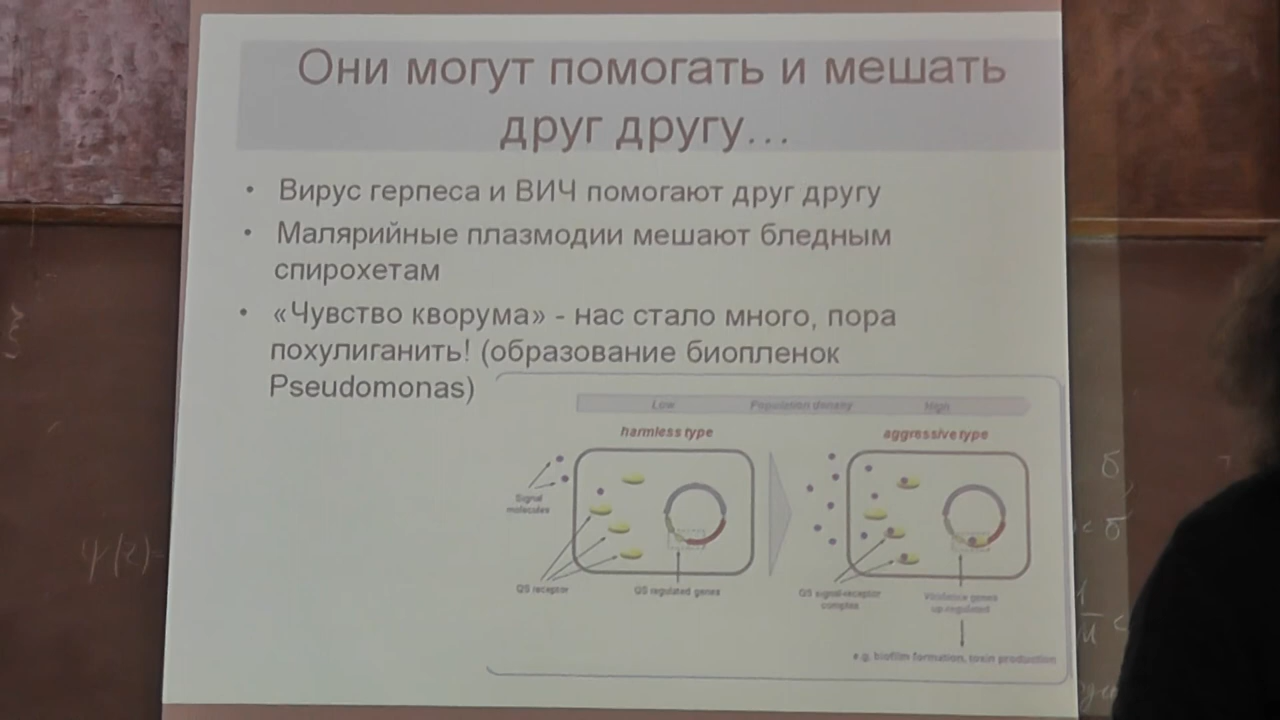 Они могут помогать и мешать
друг другу...
• Вирус герпеса и ВИЧ помогают друг другу
• Малярийные плазмодии мешают бледным
спирохетам
• «Чувство кворума» - нас стало много, пора
похулиганить! (образование биопленок
Pseudomonas)
Low Population density High
harmless type aggressive type
Signal
molecules
QS receptor QS regulated genes
QS signal-receptor
complex
Virulence genes
up-regulated
e.g. biofilm formation, toxin production
ψ(z)=
б
< б